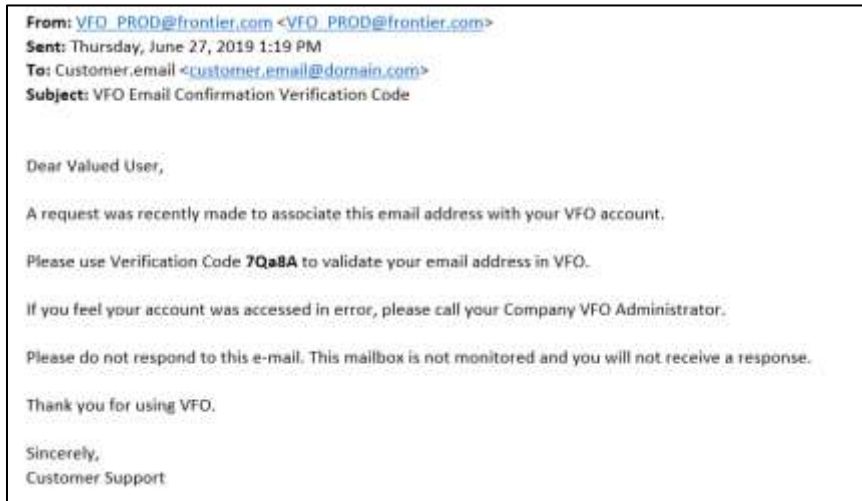 From: VFO_PROD@frontier.com <VFO_PROD@frontier.com>
Sent: Thursday, June 27, 2019 1:19 PM
To: Customer.email <customer.email@domain.com>
Subject: VFO Email Confirmation Verification Code
Dear Valued User,
A request was recently made to associate this email address with your VFO account.
Please use Verification Code 7Qa8A to validate your email address in VFO.
If you feel your account was accessed in error, please call your Company VFO Administrator.
Please do not respond to this e-mail. This mailbox is not monitored and you will not receive a response.
Thank you for using VFO.
Sincerely,
Customer Support